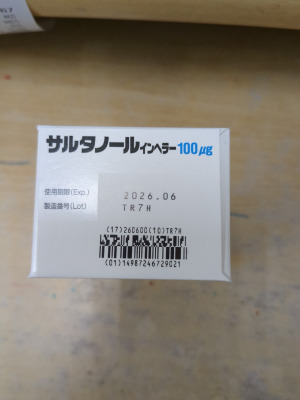 サルタノールインヘラー100μg
使用期限(Exp.) 2026.06
製造番号(Lot) TR7H
(17)260600(10)TR7H
(01)14987246729021